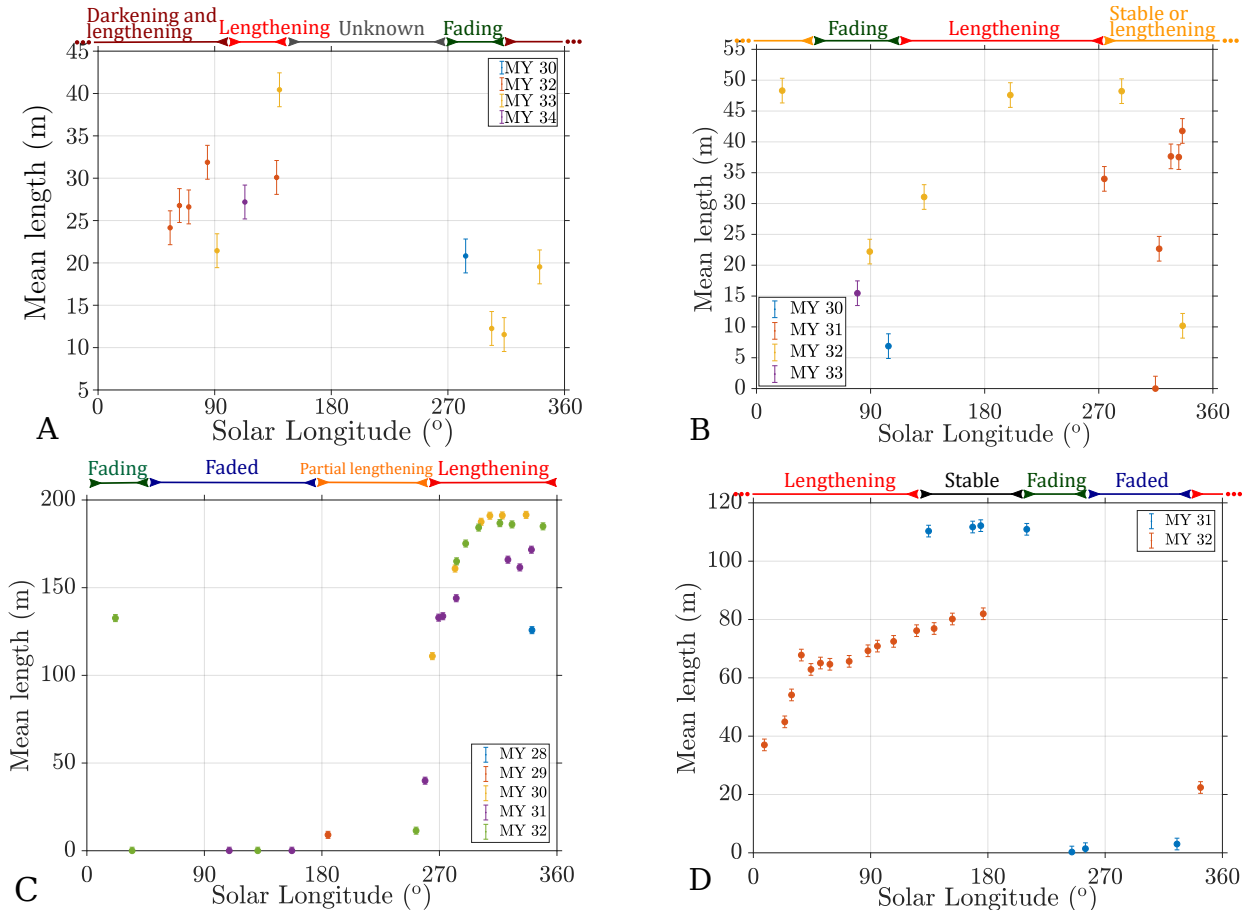 Darkening and
lengthening
Lengthening
Unknown
Fading
45
40
35
30
25
20
15
10
5
0
90
180
270
360
Mean length (m)
Solar Longitude (°)
MY 30
MY 32
MY 33
MY 34
A
Fading
Lengthening
Stable or
lengthening
55
50
45
40
35
30
25
20
15
10
5
0
0
90
180
270
360
Mean length (m)
Solar Longitude (°)
MY 30
MY 31
MY 32
MY 33
B
Fading
Faded
Partial lengthening
Lengthening
200
150
100
50
0
0
90
180
270
360
Mean length (m)
Solar Longitude (°)
MY 28
MY 29
MY 30
MY 31
MY 32
C
Lengthening
Stable
Fading
Faded
120
100
80
60
40
20
0
0
90
180
270
360
Mean length (m)
Solar Longitude (°)
MY 31
MY 32
D